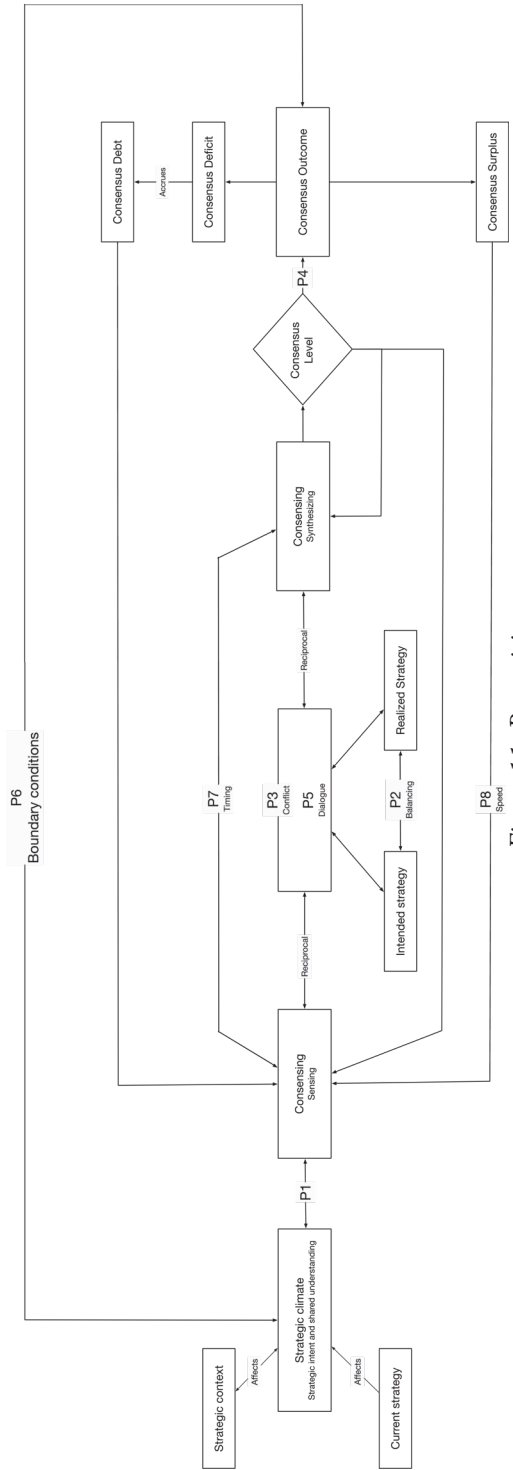 P6
Boundary conditions
Strategic context
Affects
Strategic climate
Strategic intent and shared understanding
Affects
Current strategy
P1
Consensing
Sensing
Reciprocal
P7
Timing
P3
Conflict
P5
Dialogue
Intended strategy
P2
Balancing
Realized Strategy
Reciprocal
Consensing
Synthesizing
Consensus
Level
P4
Consensus Outcome
Consensus Deficit
Accrues
Consensus Debt
Consensus Surplus
P8
Speed